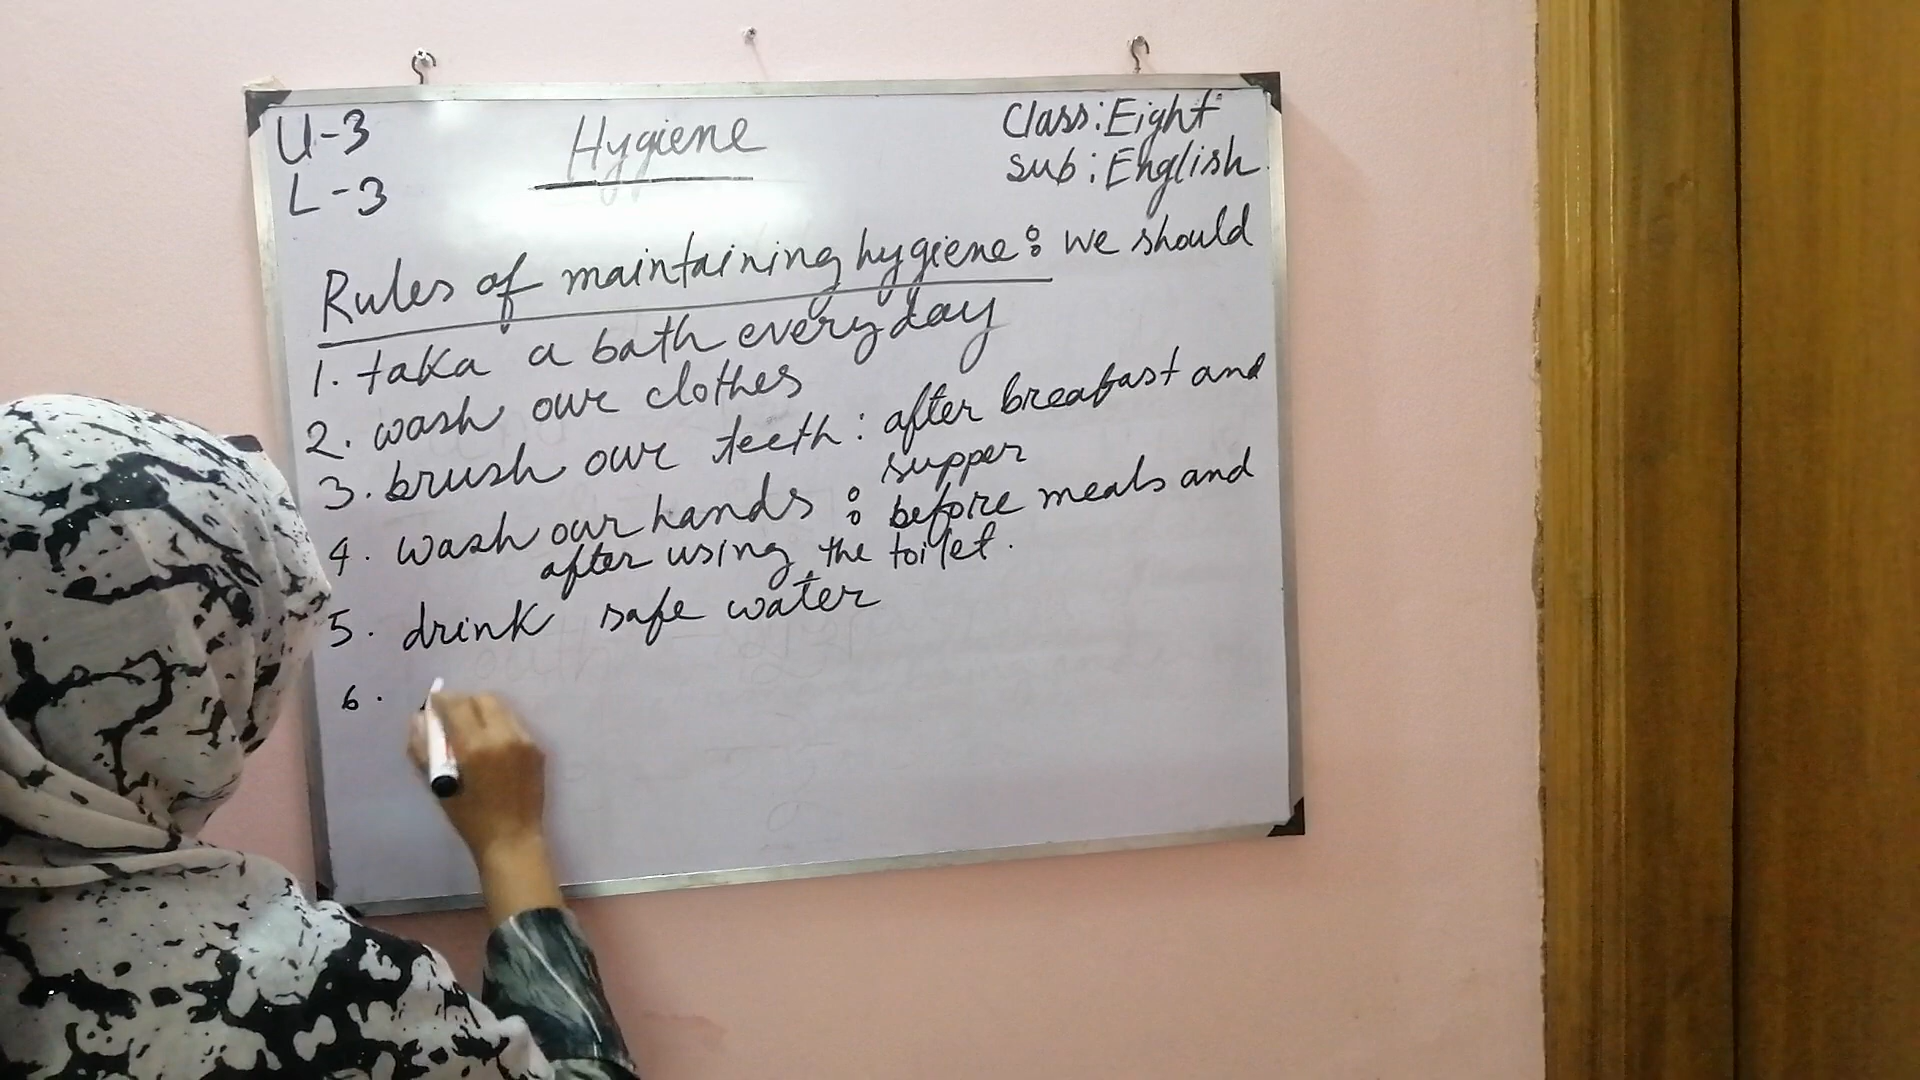 U-3
L-3
Hygiene
Class: Eight
Sub: English.
Rules of maintaining hygiene: we should
1. taka a bath everyday
2. wash our clothes
3. brush our teeth: after breafast and
supper
4. wash our hands: before meals and
after using the toilet.
5. drink safe water
6.